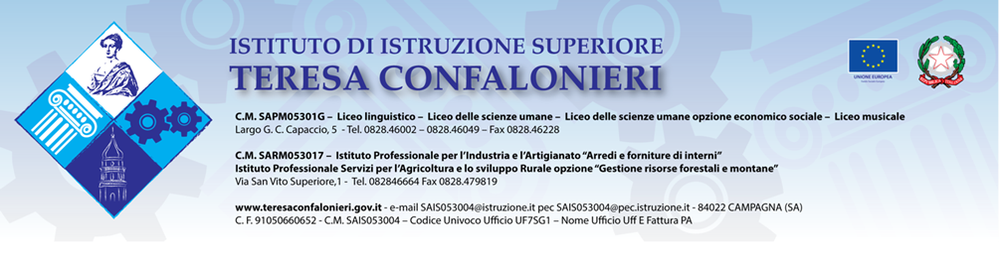 ISTITUTO DI ISTRUZIONE SUPERIORE
TERESA CONFALONIERI
UNIONE EUROPEA
C.M. SAPM05301G – Liceo linguistico – Liceo delle scienze umane – Liceo delle scienze umane opzione economico sociale – Liceo musicale
Largo G. C. Capaccio, 5 - Tel. 0828.46002 – 0828.46049 – Fax 0828.46228
C.M. SARM053017 – Istituto Professionale per l’Industria e l’Artigianato “Arredi e forniture di interni”
Istituto Professionale Servizi per l’Agricoltura e lo sviluppo Rurale opzione “Gestione risorse forestali e montane”
Via San Vito Superiore,1 - Tel. 082846664 Fax 0828.479819
www.teresaconfalonieri.gov.it - e-mail SAIS053004@istruzione.it pec SAIS053004@pec.istruzione.it - 84022 CAMPAGNA (SA)
C. F. 91050660652 - C.M. SAIS053004 – Codice Univoco Ufficio UF7SG1 – Nome Ufficio Uff E Fattura PA